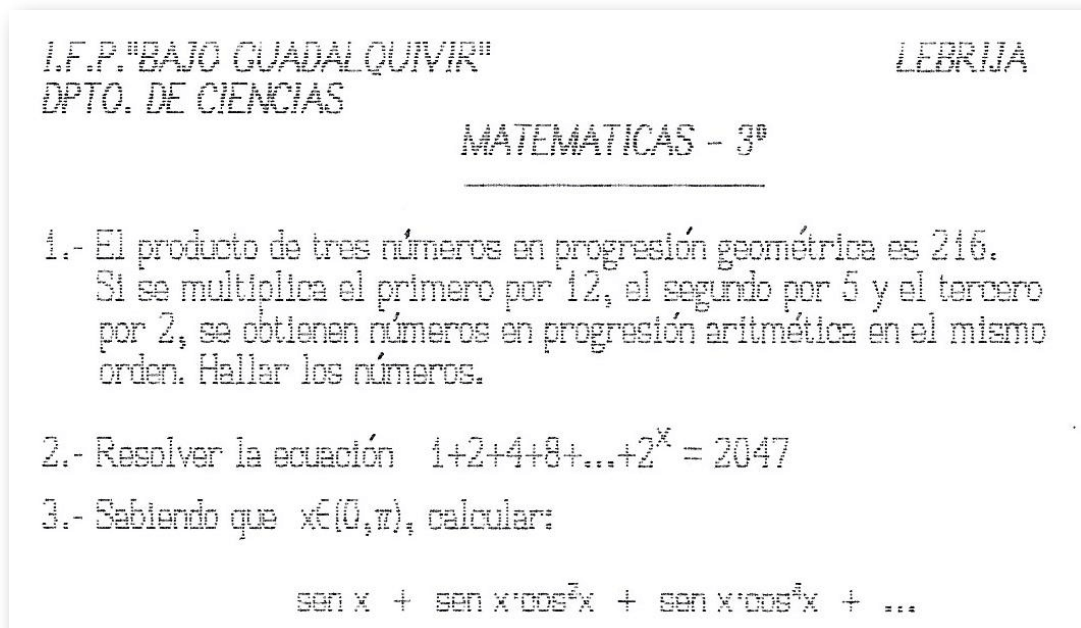 I.F.P."BAJO GUADALQUIVIR" LEBRIJA
DPTO. DE CIENCIAS
MATEMATICAS - 3º
1.- El producto de tres números en progresión geométrica es 216.
Si se multiplica el primero por 12, el segundo por 5 y el tercero
por 2, se obtienen números en progresión aritmética en el mismo
orden. Hallar los números.
2.- Resolver la ecuación 1+2+4+8+...+2ˣ = 2047
3.- Sabiendo que x∈(0,π), calcular:
sen x + sen x·cos²x + sen x·cos⁴x + ...